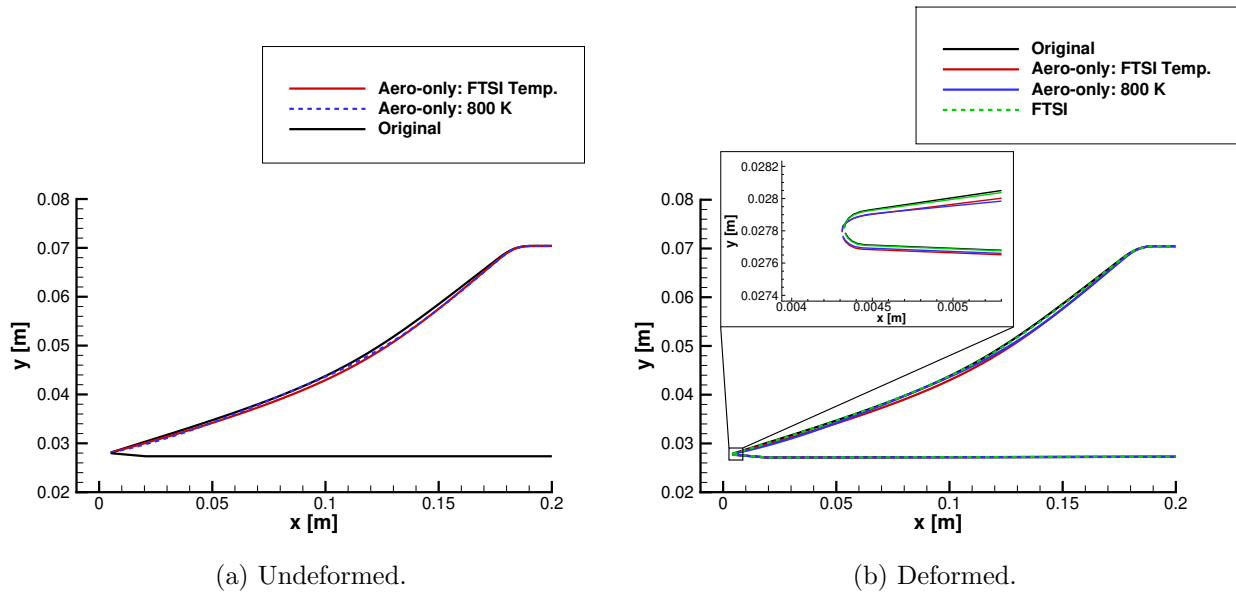 Aero-only: FTSI Temp.
Aero-only: 800 K
Original
y [m]
0.08
0.07
0.06
0.05
0.04
0.03
0.02
0
0.05
0.1
0.15
0.2
x [m]
(a) Undeformed.
Original
Aero-only: FTSI Temp.
Aero-only: 800 K
FTSI
y [m]
0.0282
0.028
0.0278
0.0276
0.0274
0.004
0.0045
0.005
x [m]
y [m]
0.08
0.07
0.06
0.05
0.04
0.03
0.02
0
0.05
0.1
0.15
0.2
x [m]
(b) Deformed.